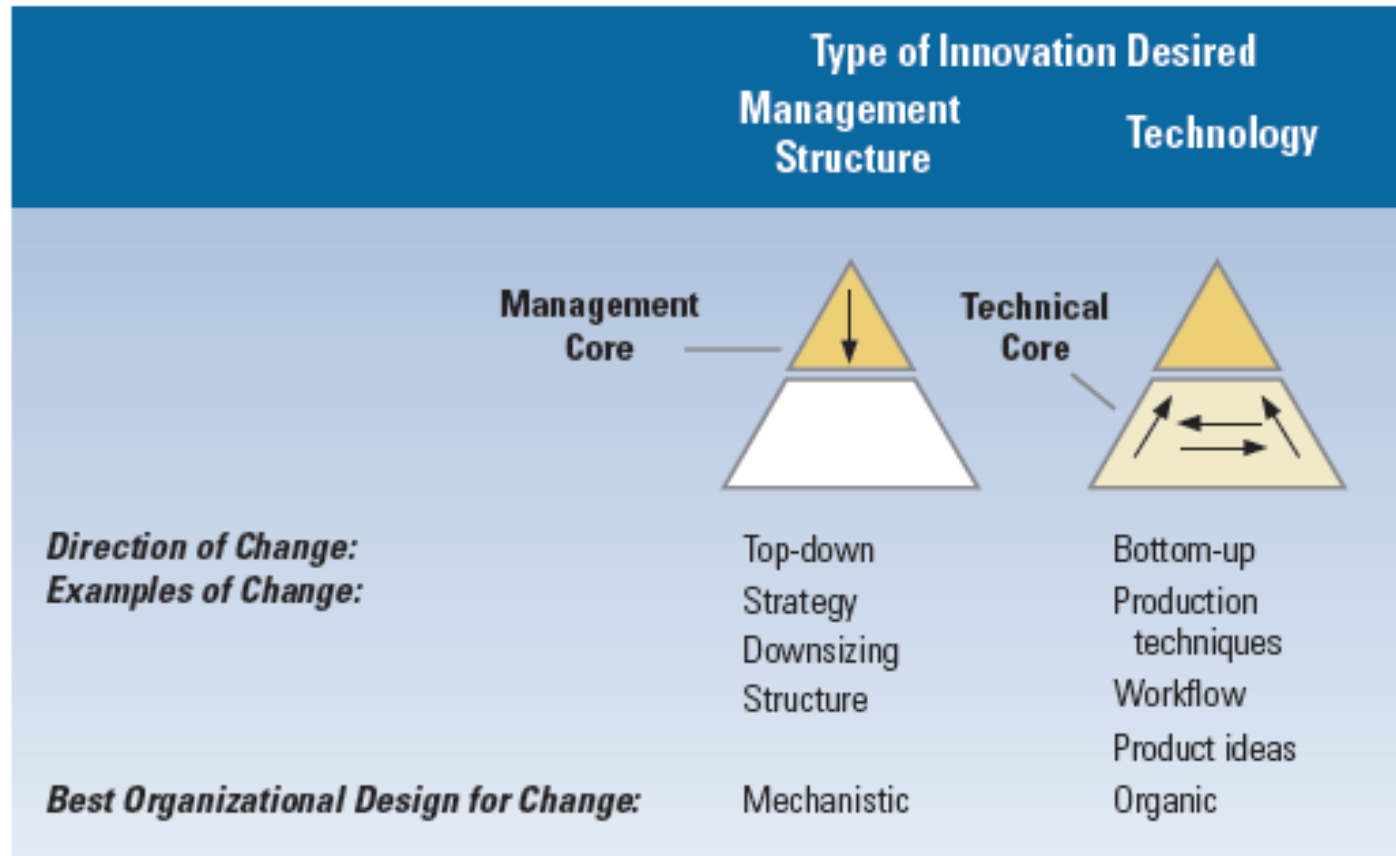 Type of Innovation Desired
Management
Structure
Technology
Management
Core
Technical
Core
Direction of Change:
Top-down
Bottom-up
Examples of Change:
Strategy
Production
techniques
Downsizing
Structure
Workflow
Product ideas
Best Organizational Design for Change:
Mechanistic
Organic